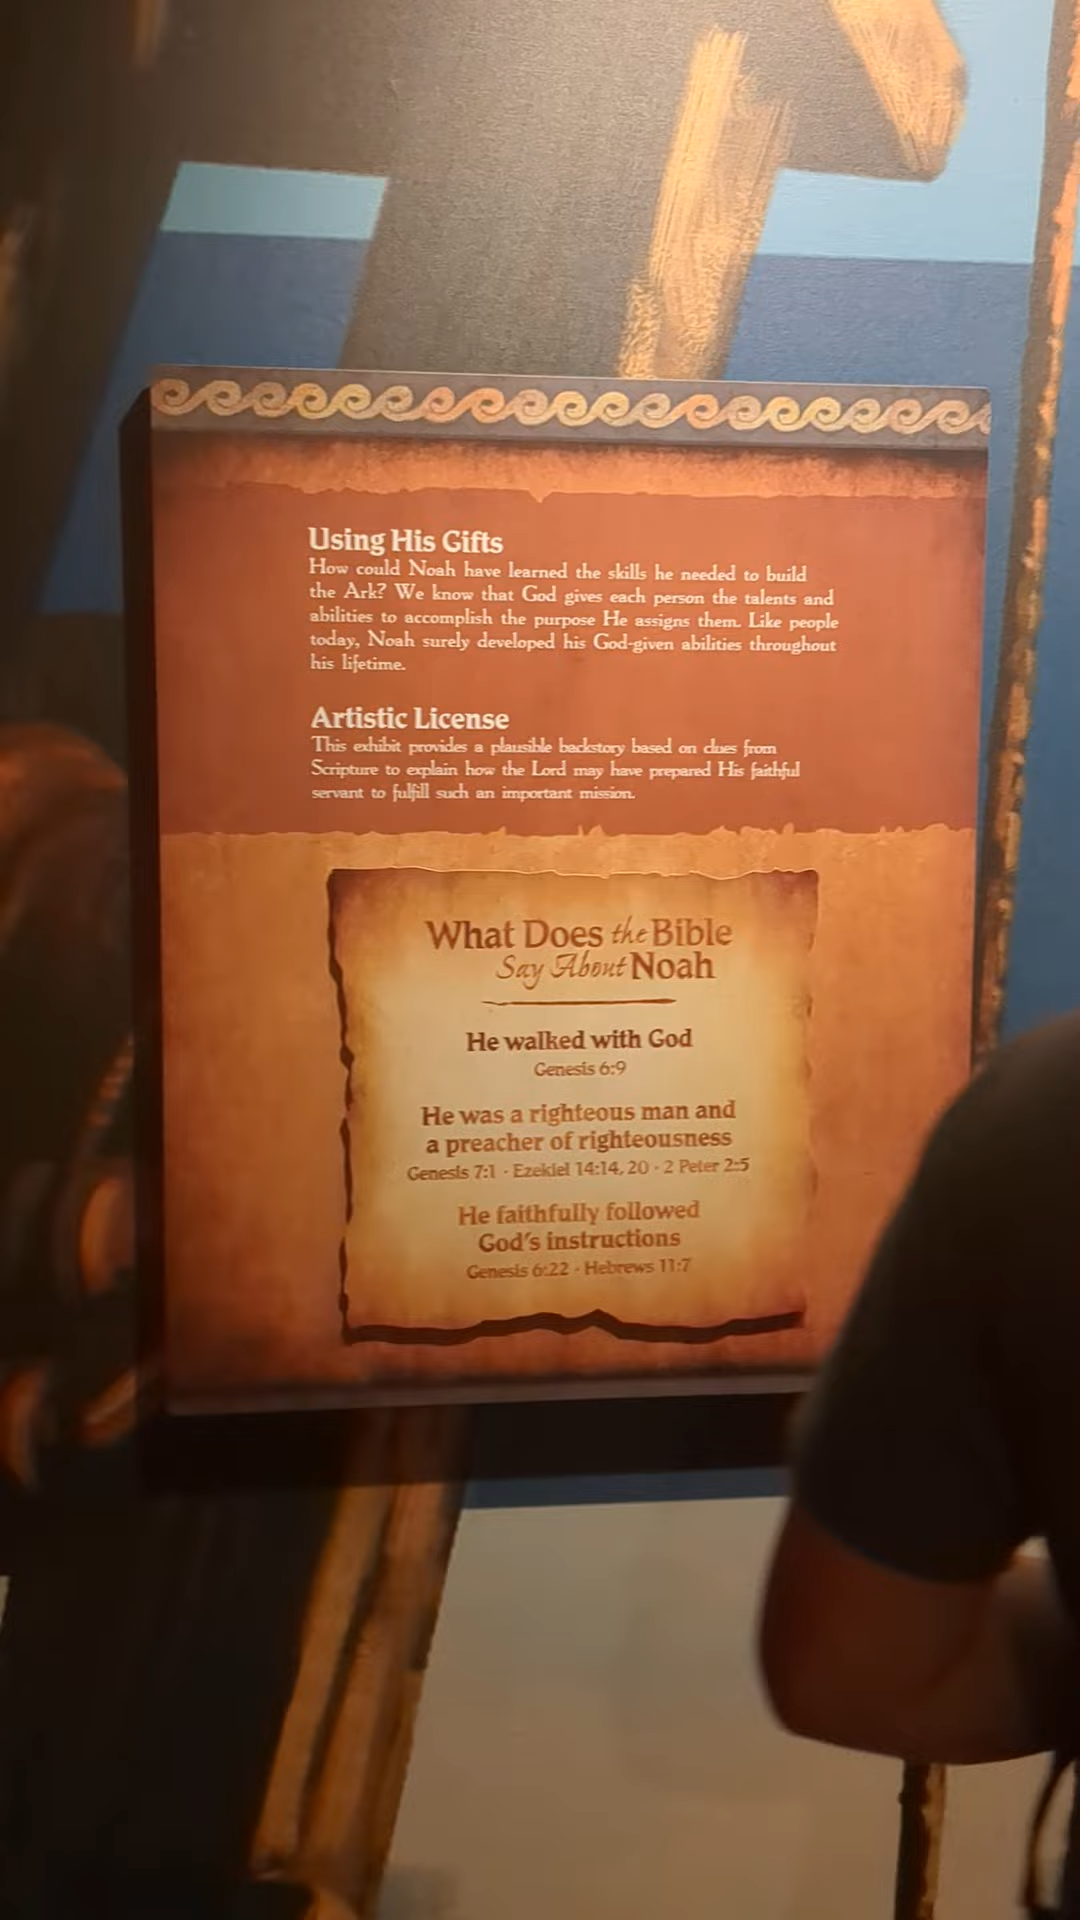 Using His Gifts
How could Noah have learned the skills he needed to build
the Ark? We know that God gives each person the talents and
abilities to accomplish the purpose He assigns them. Like people
today, Noah surely developed his God-given abilities throughout
his lifetime.
Artistic License
This exhibit provides a plausible backstory based on clues from
Scripture to explain how the Lord may have prepared His faithful
servant to fulfill such an important mission.
What Does the Bible
Say About Noah
He walked with God
Genesis 6:9
He was a righteous man and
a preacher of righteousness
Genesis 7:1 · Ezekiel 14:14, 20 · 2 Peter 2:5
He faithfully followed
God's instructions
Genesis 6:22 · Hebrews 11:7